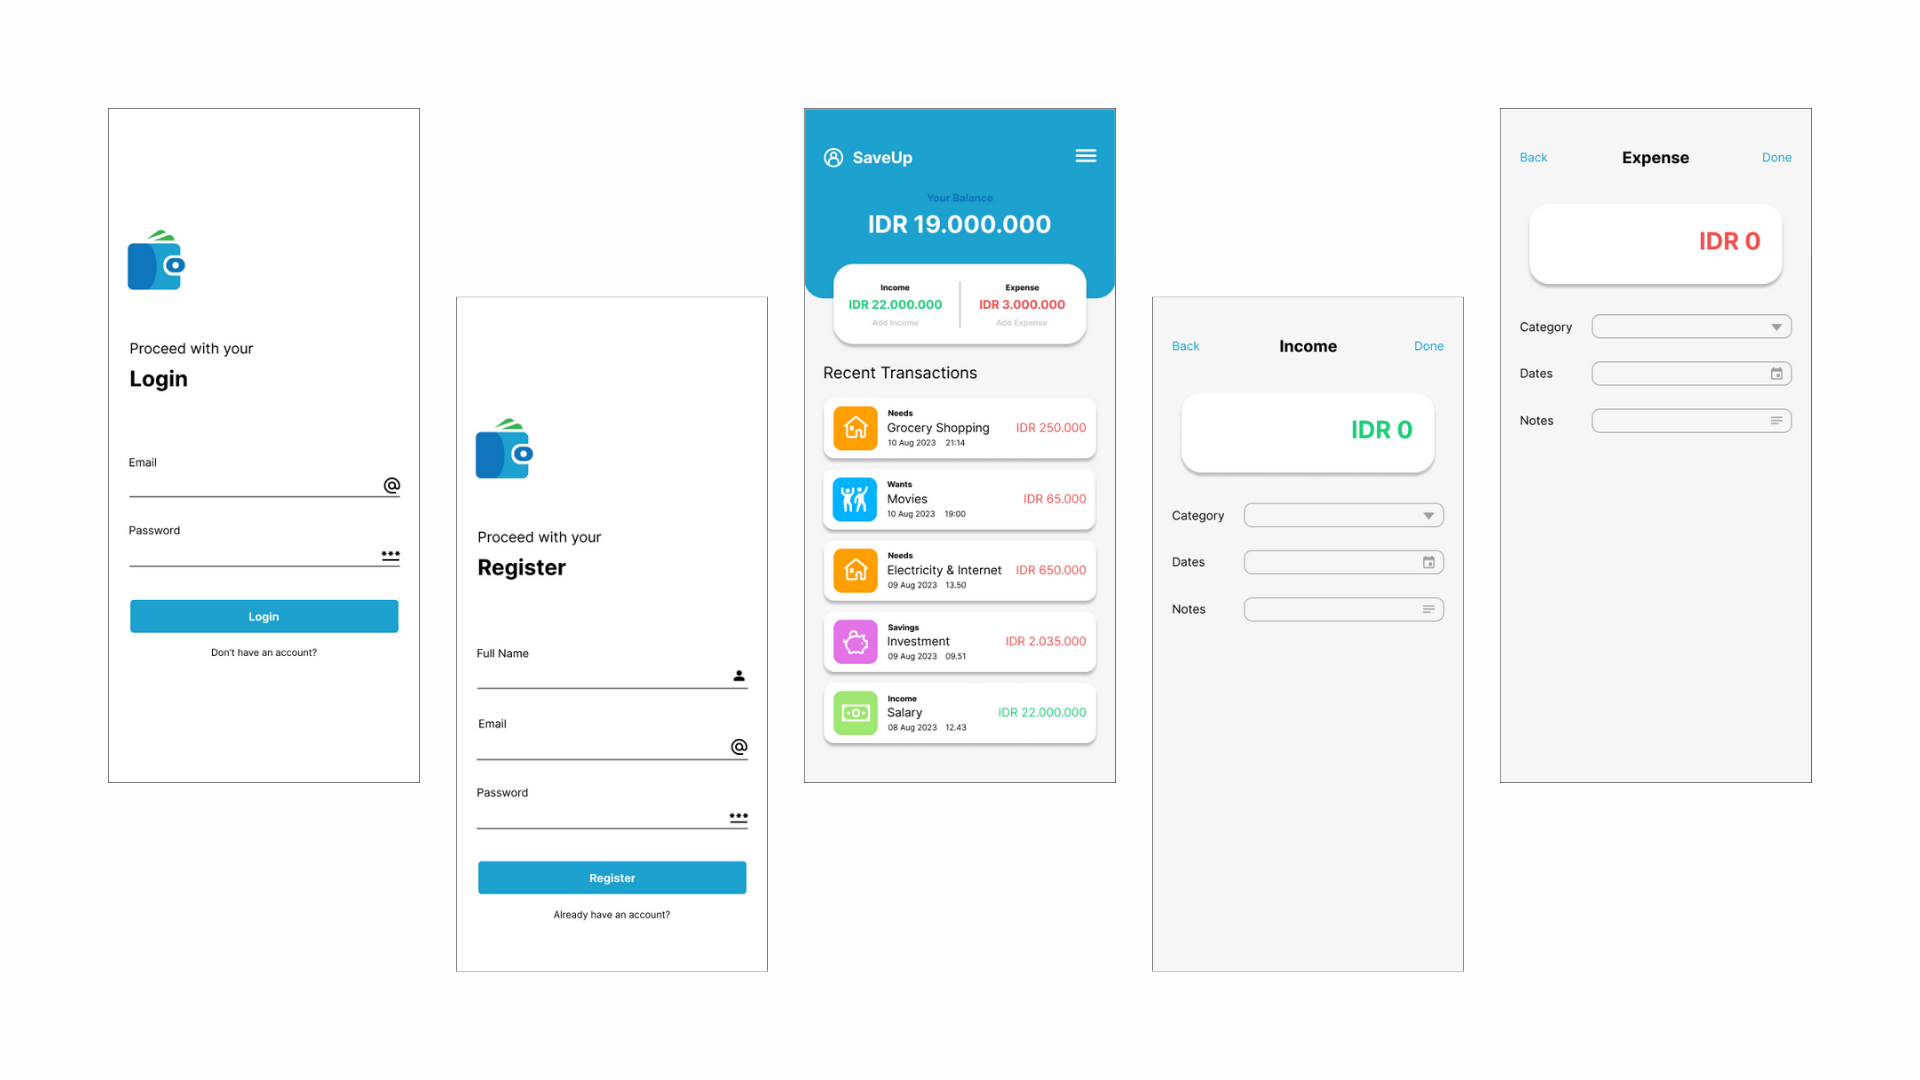 Proceed with your
Login
Email
@
Password
***
Login
Don't have an account?
Proceed with your
Register
Full Name
Email
@
Password
***
Register
Already have an account?
SaveUp
Your Balance
IDR 19.000.000
Income
IDR 22.000.000
Add Income
Expense
IDR 3.000.000
Add Expense
Recent Transactions
Needs
Grocery Shopping
IDR 250.000
10 Aug 2023 21:14
Wants
Movies
IDR 65.000
10 Aug 2023 19:00
Needs
Electricity & Internet
IDR 650.000
09 Aug 2023 13.50
Savings
Investment
IDR 2.035.000
09 Aug 2023 09.51
Income
Salary
IDR 22.000.000
08 Aug 2023 12.43
Back
Income
Done
IDR 0
Category
Dates
Notes
Back
Expense
Done
IDR 0
Category
Dates
Notes